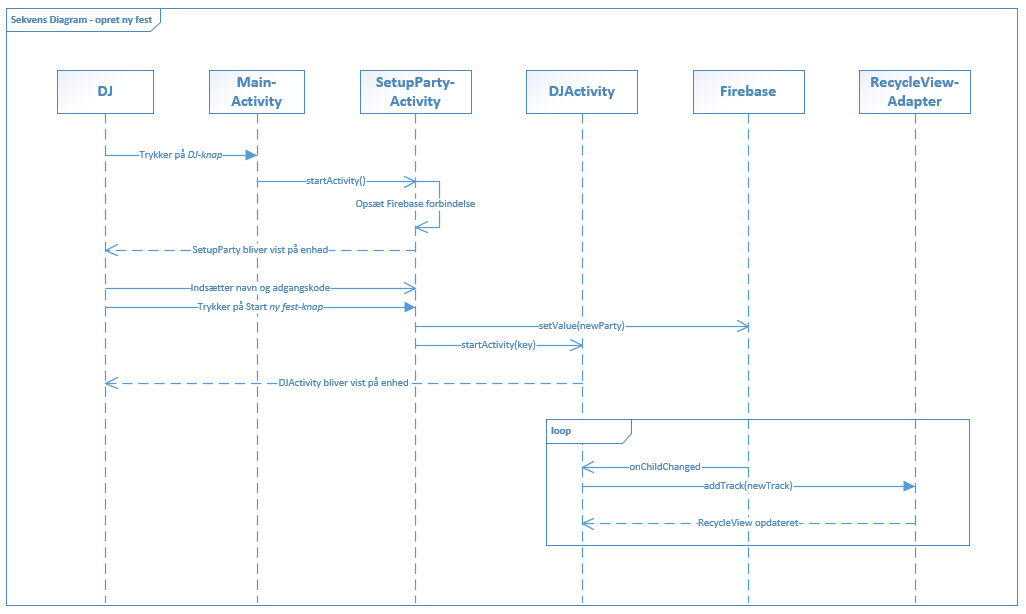 Sekvens Diagram - opret ny fest
DJ
Main-
Activity
SetupParty-
Activity
DJActivity
Firebase
RecycleView-
Adapter
Trykker på DJ-knap
startActivity()
Opsæt Firebase forbindelse
SetupParty bliver vist på enhed
Indsætter navn og adgangskode
Trykker på Start ny fest-knap
setValue(newParty)
startActivity(key)
DJActivity bliver vist på enhed
loop
onChildChanged
addTrack(newTrack)
RecycleView opdateret